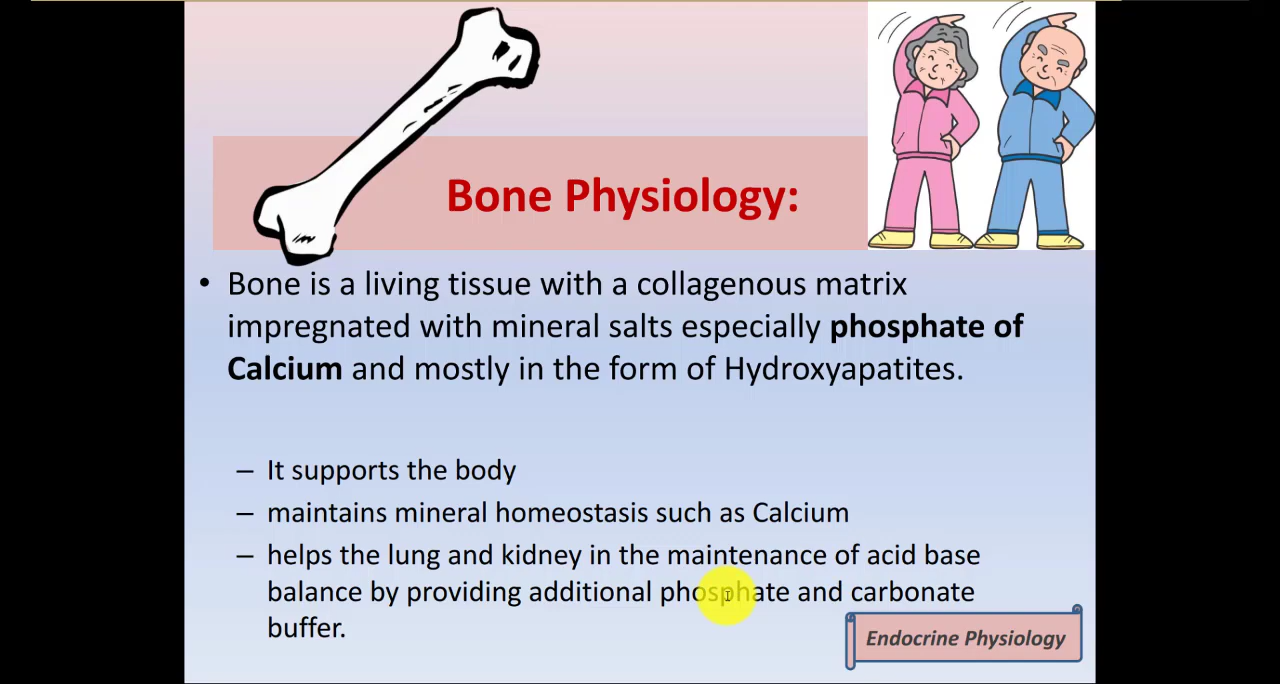 Bone Physiology:
• Bone is a living tissue with a collagenous matrix
impregnated with mineral salts especially phosphate of
Calcium and mostly in the form of Hydroxyapatites.
– It supports the body
– maintains mineral homeostasis such as Calcium
– helps the lung and kidney in the maintenance of acid base
balance by providing additional phosphate and carbonate
buffer.
Endocrine Physiology